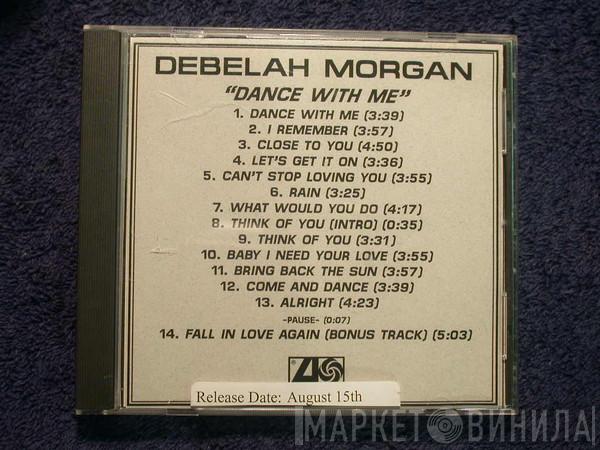 DEBELAH MORGAN
"DANCE WITH ME"
1. DANCE WITH ME (3:39)
2. I REMEMBER (3:57)
3. CLOSE TO YOU (4:50)
4. LET'S GET IT ON (3:36)
5. CAN'T STOP LOVING YOU (3:55)
6. RAIN (3:25)
7. WHAT WOULD YOU DO (4:17)
8. THINK OF YOU (INTRO) (0:35)
9. THINK OF YOU (3:31)
10. BABY I NEED YOUR LOVE (3:55)
11. BRING BACK THE SUN (3:57)
12. COME AND DANCE (3:39)
13. ALRIGHT (4:23)
-PAUSE- (0:07)
14. FALL IN LOVE AGAIN (BONUS TRACK) (5:03)
Release Date: August 15th
МАРКЕТ ВИНИЛА